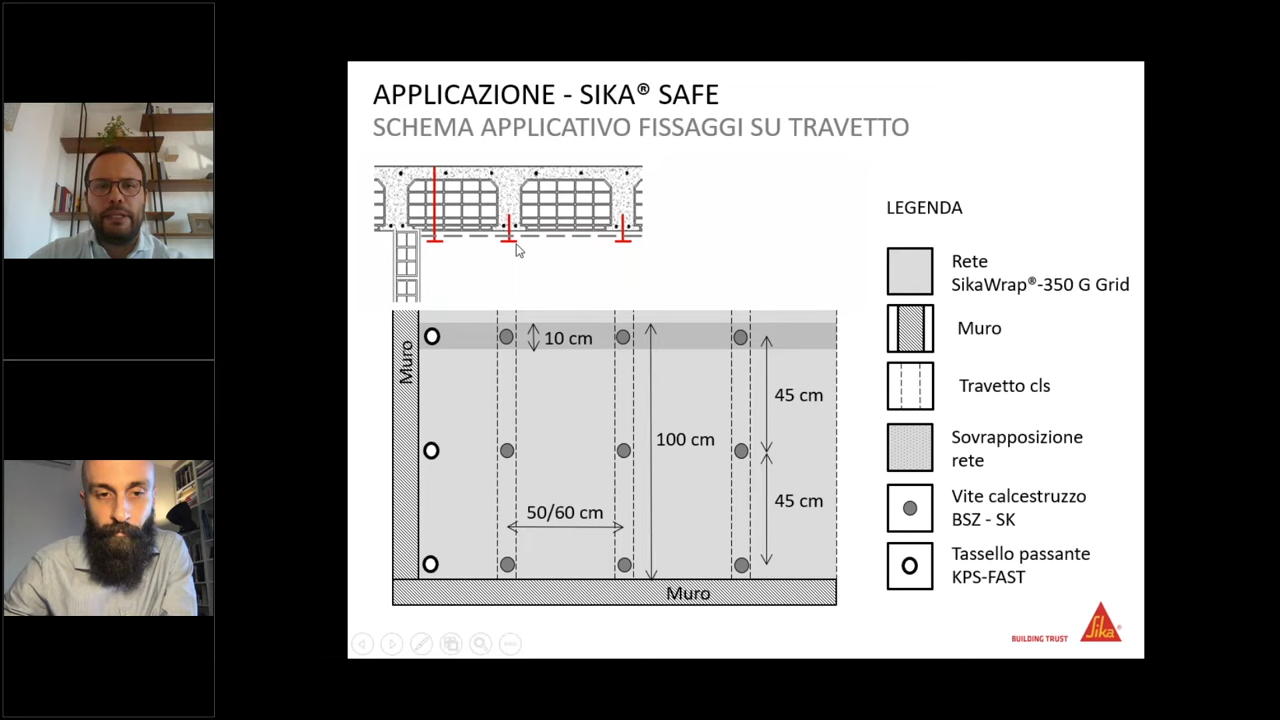 APPLICAZIONE - SIKA® SAFE
SCHEMA APPLICATIVO FISSAGGI SU TRAVETTO
LEGENDA
Rete
SikaWrap®-350 G Grid
Muro
Travetto cls
Sovrapposizione
rete
Vite calcestruzzo
BSZ - SK
Tassello passante
KPS-FAST
Muro
10 cm
45 cm
100 cm
45 cm
50/60 cm
Muro
BUILDING TRUST
Sika®